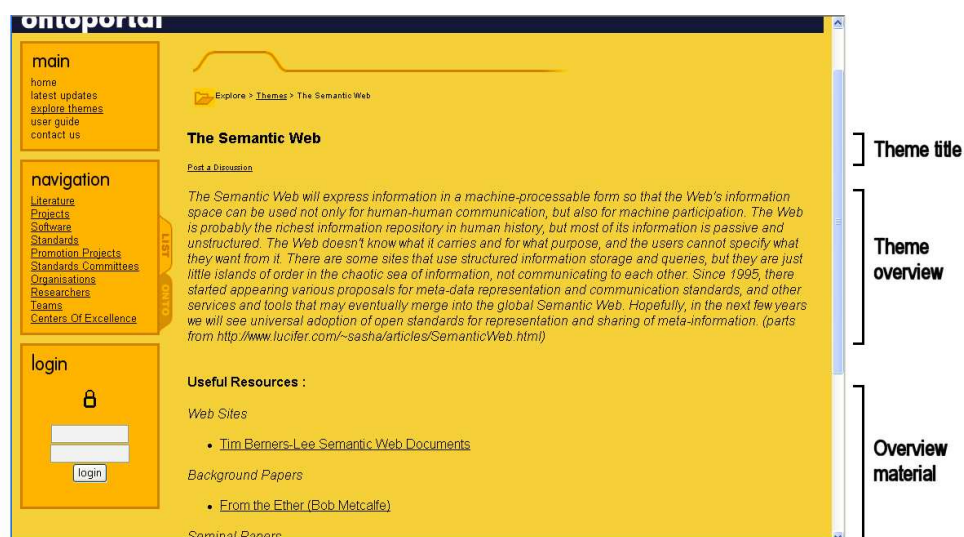 ontoportal
main
home
latest updates
explore themes
user guide
contact us
navigation
Literature
Projects
Software
Standards
Promotion Projects
Standards Committees
Organisations
Researchers
Teams
Centers Of Excellence
LIST
ONTO
login
login
Explore > Themes > The Semantic Web
The Semantic Web
Post a Discussion
The Semantic Web will express information in a machine-processable form so that the Web's information
space can be used not only for human-human communication, but also for machine participation. The Web
is probably the richest information repository in human history, but most of its information is passive and
unstructured. The Web doesn't know what it carries and for what purpose, and the users cannot specify what
they want from it. There are some sites that use structured information storage and queries, but they are just
little islands of order in the chaotic sea of information, not communicating to each other. Since 1995, there
started appearing various proposals for meta-data representation and communication standards, and other
services and tools that may eventually merge into the global Semantic Web. Hopefully, in the next few years
we will see universal adoption of open standards for representation and sharing of meta-information. (parts
from http://www.lucifer.com/~sasha/articles/SemanticWeb.html)
Useful Resources :
Web Sites
• Tim Berners-Lee Semantic Web Documents
Background Papers
• From the Ether (Bob Metcalfe)
Seminal Papers
Theme title
Theme
overview
Overview
material